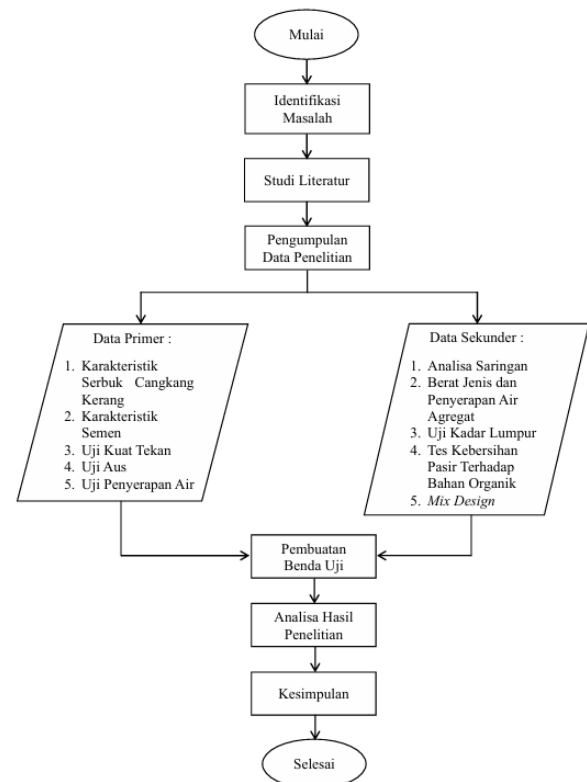 Mulai
Identifikasi
Masalah
Studi Literatur
Pengumpulan
Data Penelitian
Data Primer :
1. Karakteristik
Serbuk Cangkang
Kerang
2. Karakteristik
Semen
3. Uji Kuat Tekan
4. Uji Aus
5. Uji Penyerapan Air
Data Sekunder :
1. Analisa Saringan
2. Berat Jenis dan
Penyerapan Air
Agregat
3. Uji Kadar Lumpur
4. Tes Kebersihan
Pasir Terhadap
Bahan Organik
5. Mix Design
Pembuatan
Benda Uji
Analisa Hasil
Penelitian
Kesimpulan
Selesai